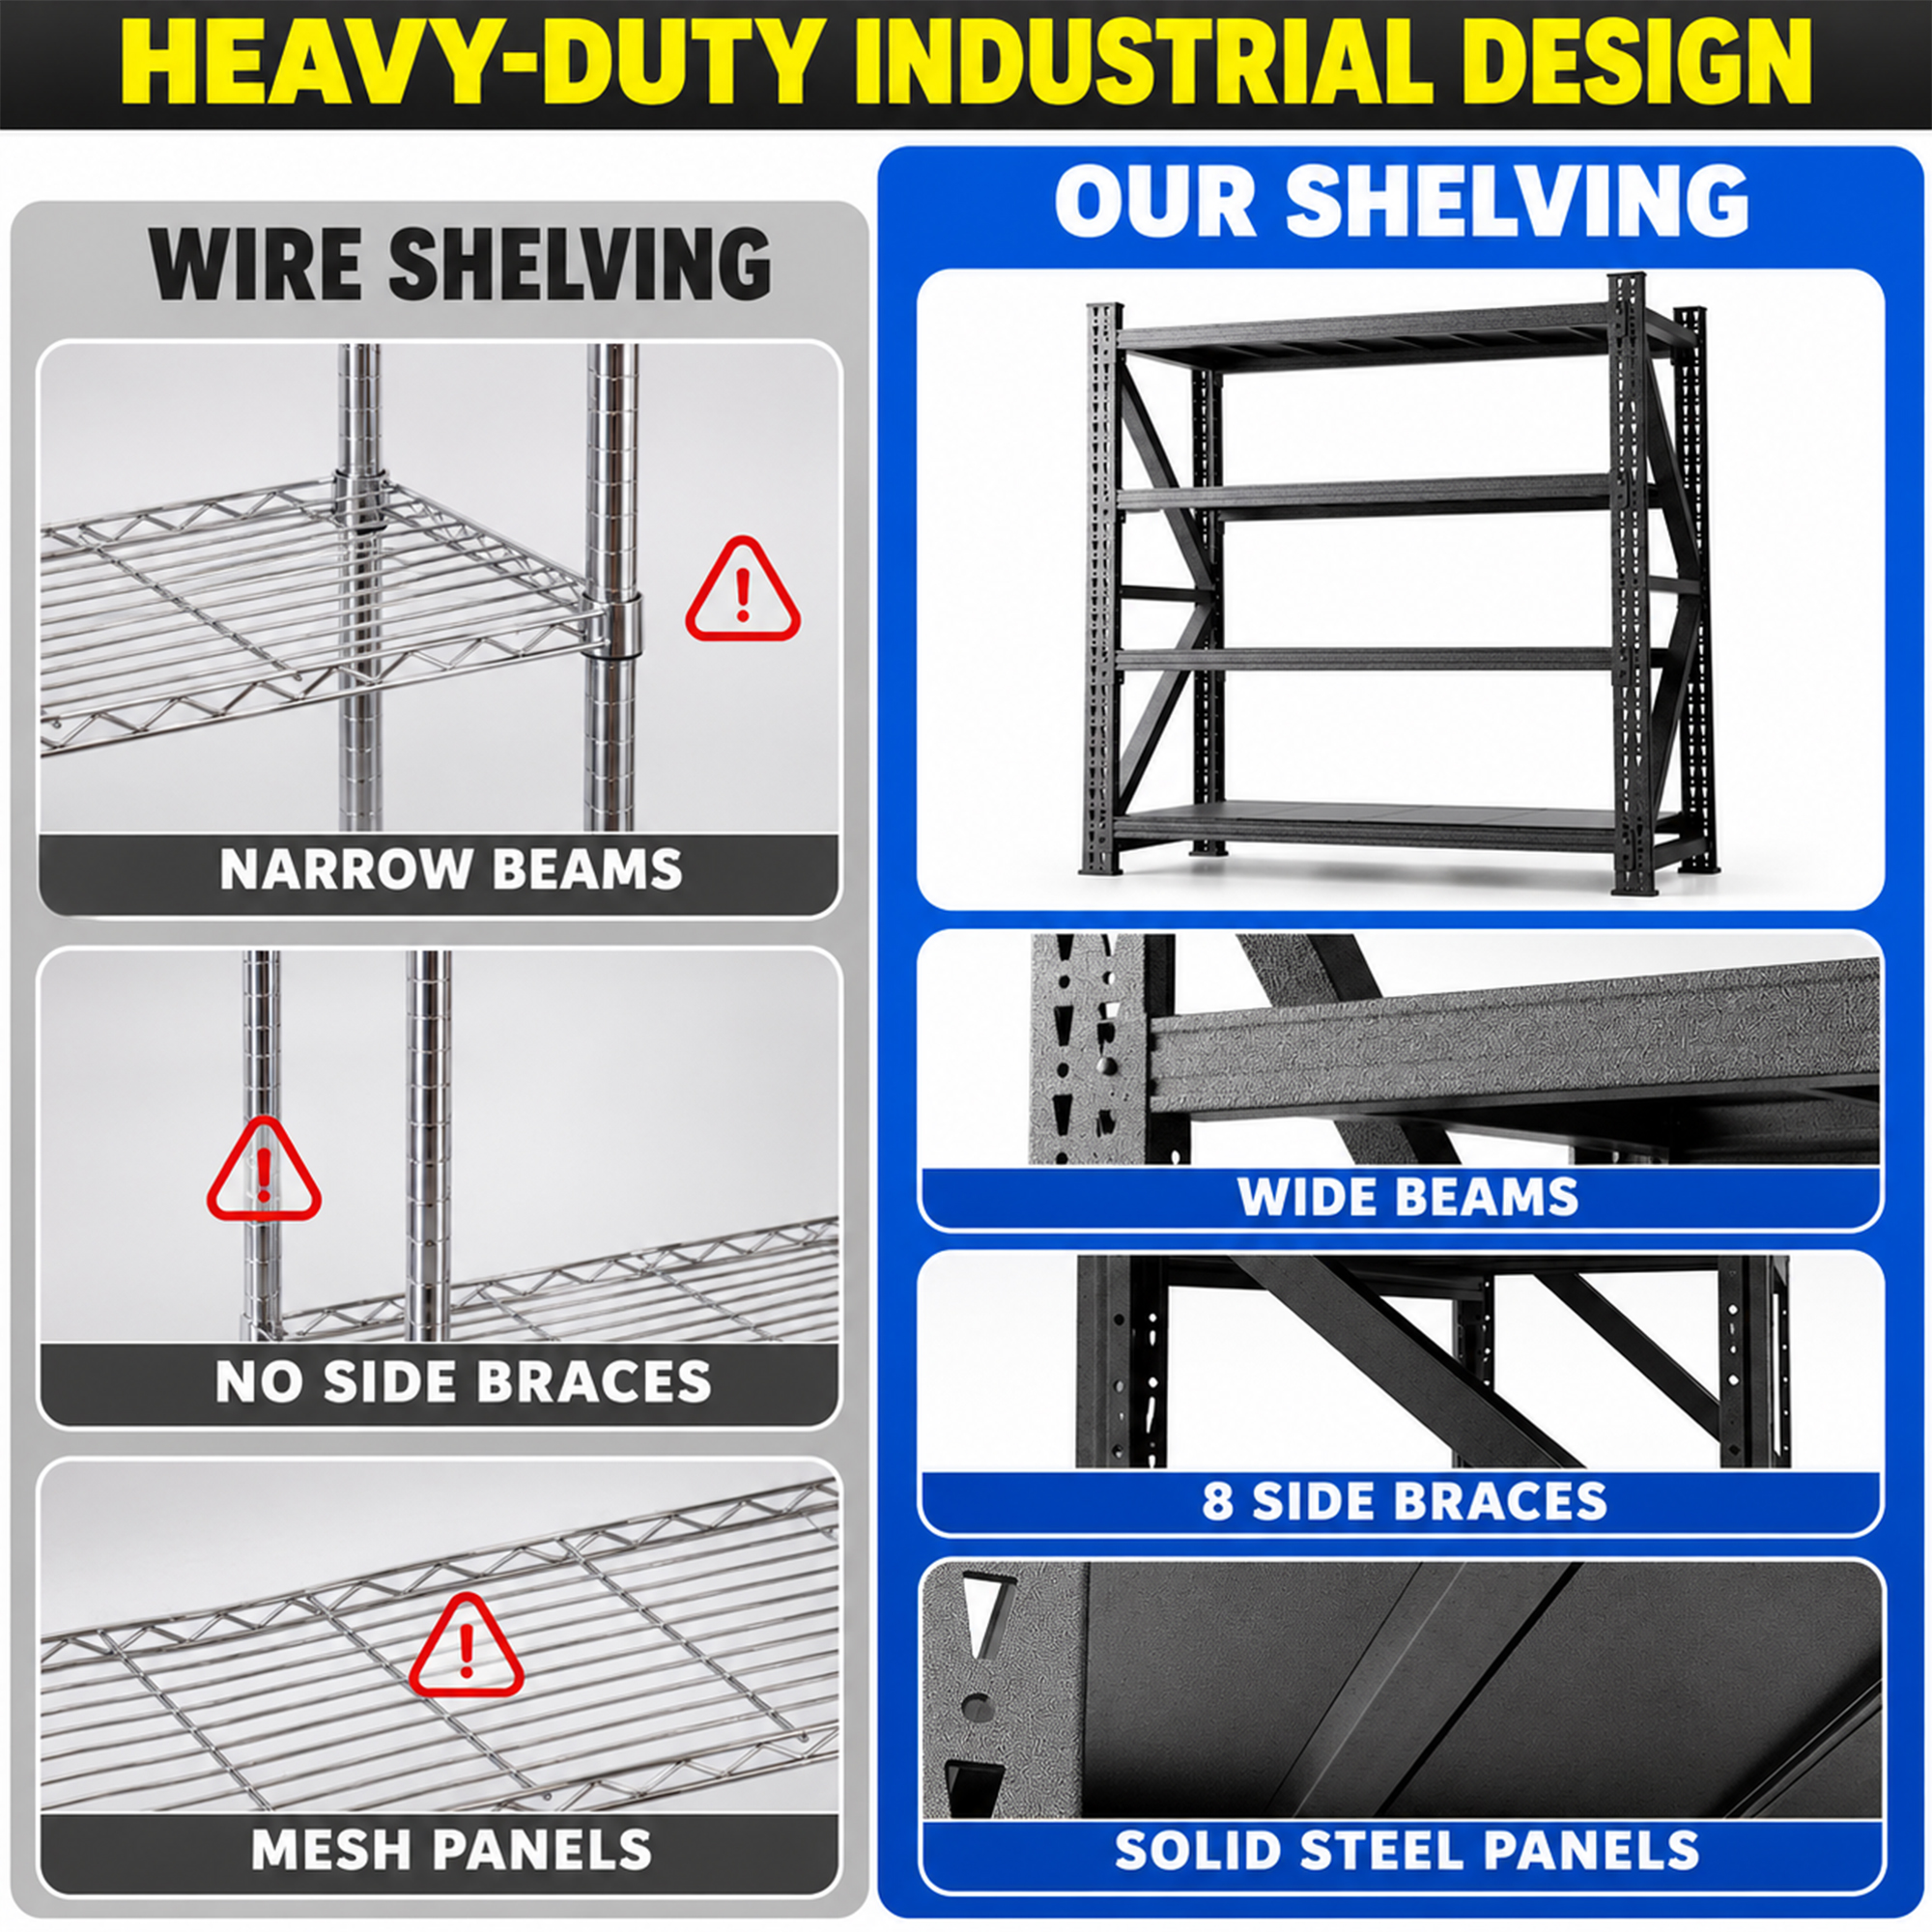 HEAVY-DUTY INDUSTRIAL DESIGN
WIRE SHELVING
NARROW BEAMS
NO SIDE BRACES
MESH PANELS
OUR SHELVING
WIDE BEAMS
8 SIDE BRACES
SOLID STEEL PANELS